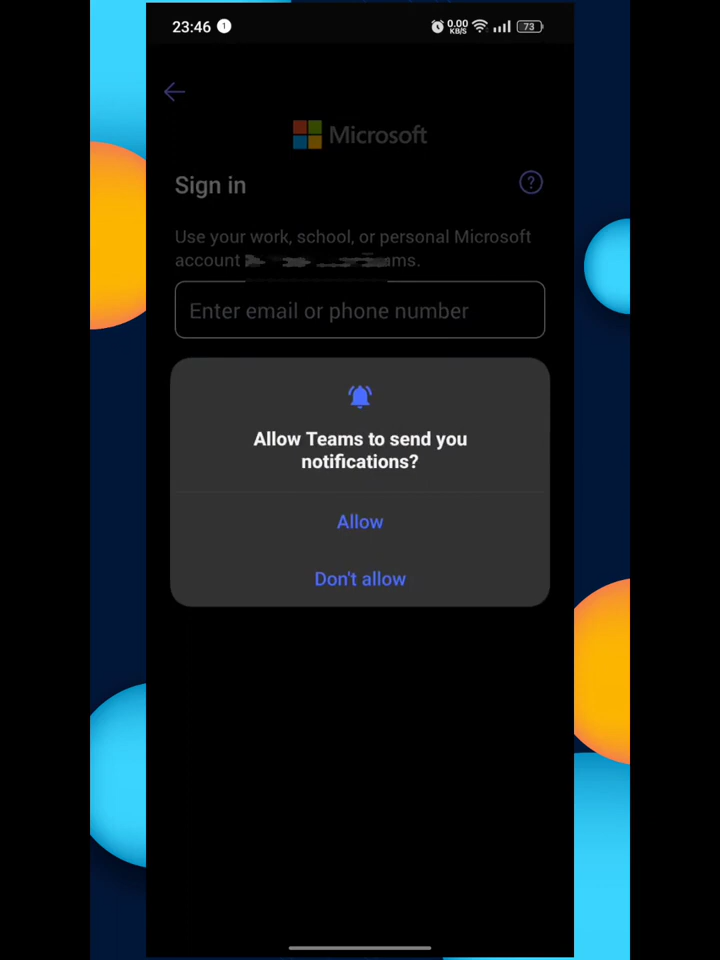 23:46 1 0.00 KB/S 73
Microsoft
Sign in ?
Use your work, school, or personal Microsoft
account
Enter email or phone number
Allow Teams to send you
notifications?
Allow
Don't allow